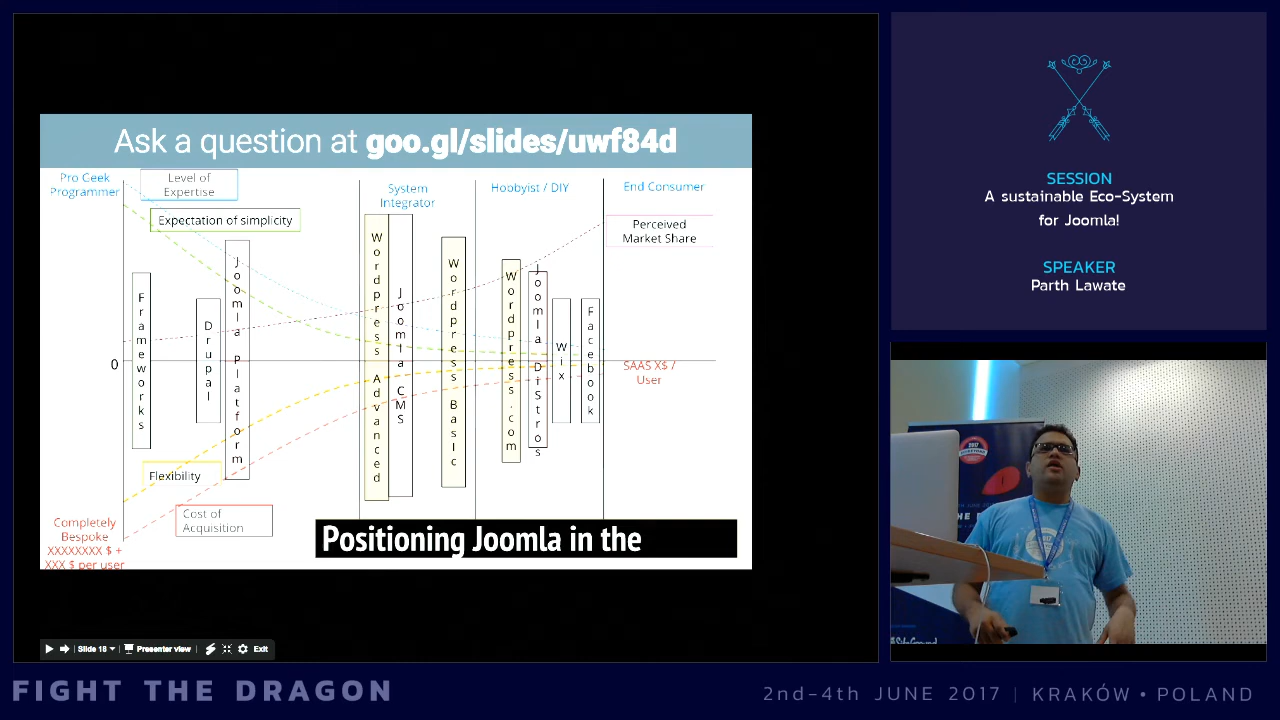 Ask a question at goo.gl/slides/uwf84d
Pro Geek
Programmer
Level of
Expertise
System
Integrator
Hobbyist / DIY
End Consumer
Expectation of simplicity
Perceived
Market Share
Frameworks
Drupal
Joomla Platform
Wordpress Advanced
Joomla CMS
Wordpress Basic
Wordpress.com
Joomla Distros
Wix
Facebook
0
SAAS X$ /
User
Flexibility
Cost of
Acquisition
Completely
Bespoke
XXXXXXXX $ +
XXX $ per user
Positioning Joomla in the
Slide 18
Presenter view
Exit
SESSION
A sustainable Eco-System
for Joomla!
SPEAKER
Parth Lawate
2017
SiteGround
FIGHT THE DRAGON
2nd-4th JUNE 2017 | KRAKÓW • POLAND